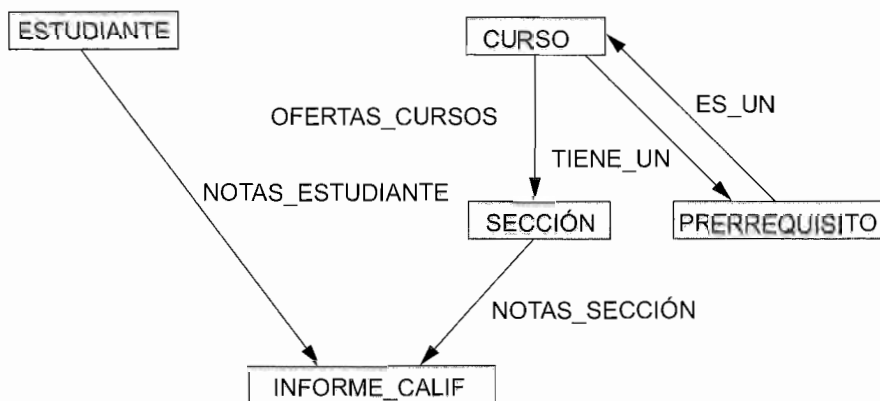 ESTUDIANTE
CURSO
ES_UN
OFERTAS_CURSOS
TIENE_UN
NOTAS_ESTUDIANTE
SECCIÓN
PRERREQUISITO
NOTAS_SECCIÓN
INFORME_CALIF